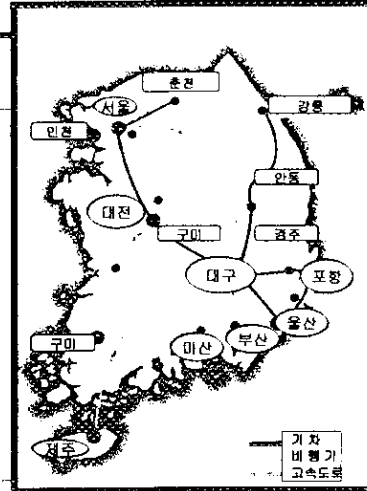 춘천
서울
강릉
인천
안동
대전
구미
경주
대구
포항
울산
구미
마산
부산
제주
기차
비행기
고속도로